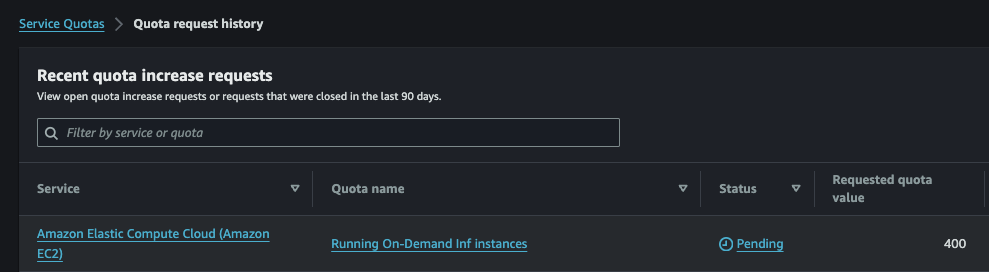 Service Quotas > Quota request history
Recent quota increase requests
View open quota increase requests or requests that were closed in the last 90 days.
Filter by service or quota
Service Quota name Status Requested quota
value
Amazon Elastic Compute Cloud (Amazon
EC2) Running On-Demand Inf instances Pending 400